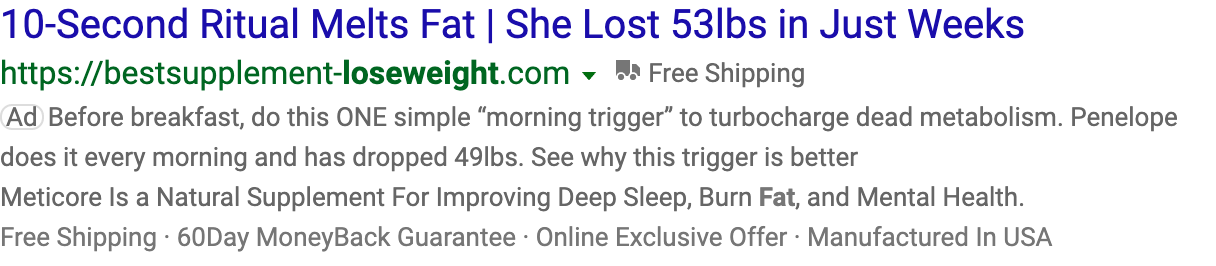 10-Second Ritual Melts Fat | She Lost 53lbs in Just Weeks
https://bestsupplement-loseweight.com Free Shipping
Ad Before breakfast, do this ONE simple “morning trigger” to turbocharge dead metabolism. Penelope
does it every morning and has dropped 49lbs. See why this trigger is better
Meticore Is a Natural Supplement For Improving Deep Sleep, Burn Fat, and Mental Health.
Free Shipping · 60Day MoneyBack Guarantee · Online Exclusive Offer · Manufactured In USA